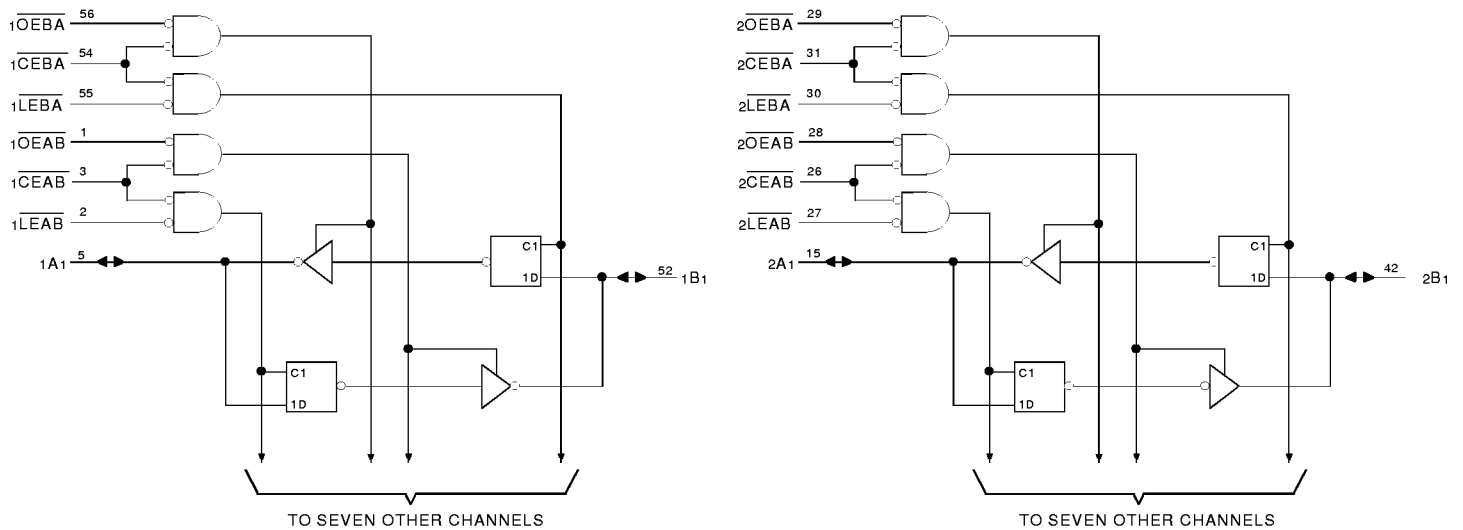 1OEBA 56
1CEBA 54
1LEBA 55
1OEAB 1
1CEAB 3
1LEAB 2
1A1 5
C1
1D
52 1B1
C1
1D
TO SEVEN OTHER CHANNELS
2OEBA 29
2CEBA 31
2LEBA 30
2OEAB 28
2CEAB 26
2LEAB 27
2A1 15
C1
1D
42 2B1
C1
1D
TO SEVEN OTHER CHANNELS